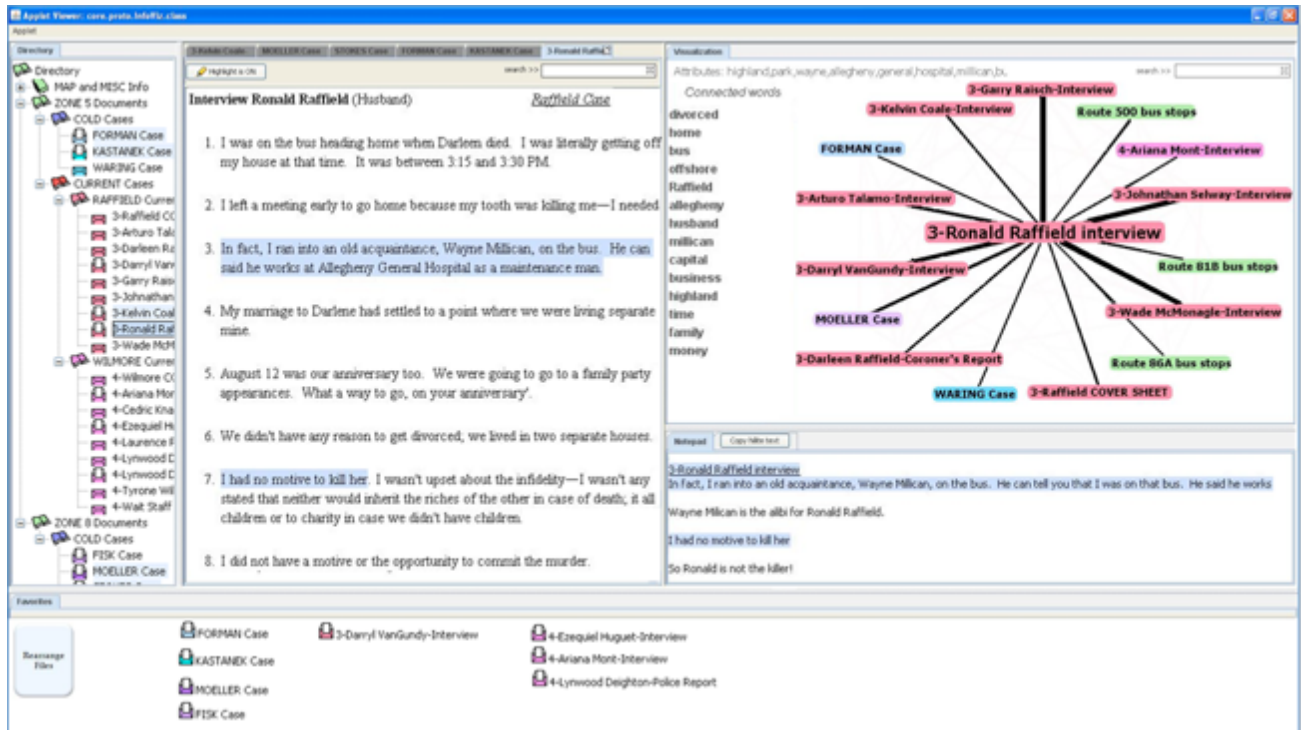 Applet Viewer: core.proto.InfoViz.class
Applet
Directory
Directory
MAP and MISC Info
ZONE 5 Documents
COLD Cases
FORMAN Case
KASTANEK Case
WARING Case
CURRENT Cases
RAFFIELD Curren
3-Raffield CO
3-Arturo Tala
3-Darleen Ra
3-Darryl Van
3-Garry Rais
3-Johnathan
3-Kelvin Coal
3-Ronald Raf
3-Wade McM
WILMORE Curren
4-Wilmore CO
4-Ariana Mor
4-Cedric Kna
4-Ezequiel H
4-Laurence F
4-Lynwood D
4-Lynwood D
4-Tyrone Wil
4-Walt Staff
ZONE 8 Documents
COLD Cases
FISK Case
MOELLER Case
3-Kelvin Coale
MOELLER Case
STOKES Case
FORMAN Case
KASTANEK Case
3-Ronald Raffie
Highlight is ON
search >>
Interview Ronald Raffield (Husband)
Raffield Case
1. I was on the bus heading home when Darleen died. I was literally getting off
my house at that time. It was between 3:15 and 3:30 PM.
2. I left a meeting early to go home because my tooth was killing me—I needed
3. In fact, I ran into an old acquaintance, Wayne Millican, on the bus. He can
said he works at Allegheny General Hospital as a maintenance man.
4. My marriage to Darlene had settled to a point where we were living separate
mine.
5. August 12 was our anniversary too. We were going to go to a family party
appearances. What a way to go, on your anniversary'.
6. We didn't have any reason to get divorced; we lived in two separate houses.
7. I had no motive to kill her. I wasn't upset about the infidelity—I wasn't any
stated that neither would inherit the riches of the other in case of death; it all
children or to charity in case we didn't have children.
8. I did not have a motive or the opportunity to commit the murder.
Visualization
Attributes: highland,park,wayne,allegheny,general,hospital,millican,bu
search >>
Connected words
divorced
home
bus
offshore
Raffield
allegheny
husband
millican
capital
business
highland
time
family
money
3-Garry Raisch-Interview
3-Kelvin Coale-Interview
Route 500 bus stops
FORMAN Case
4-Ariana Mont-Interview
3-Arturo Talamo-Interview
3-Johnathan Selway-Interview
3-Ronald Raffield interview
3-Darryl VanGundy-Interview
Route 81B bus stops
MOELLER Case
3-Wade McMonagle-Interview
3-Darleen Raffield-Coroner's Report
Route 86A bus stops
WARING Case
3-Raffield COVER SHEET
Notepad
3-Ronald Raffield interview
In fact, I ran into an old acquaintance, Wayne Millican, on the bus. He can tell you that I was on that bus. He said he works
Wayne Milican is the alibi for Ronald Raffield.
I had no motive to kill her
So Ronald is not the killer!
Favorites
Rearrange
Files
FORMAN Case
3-Darryl VanGundy-Interview
4-Ezequiel Huguet-Interview
KASTANEK Case
4-Ariana Mont-Interview
MOELLER Case
4-Lynwood Deighton-Police Report
FISK Case